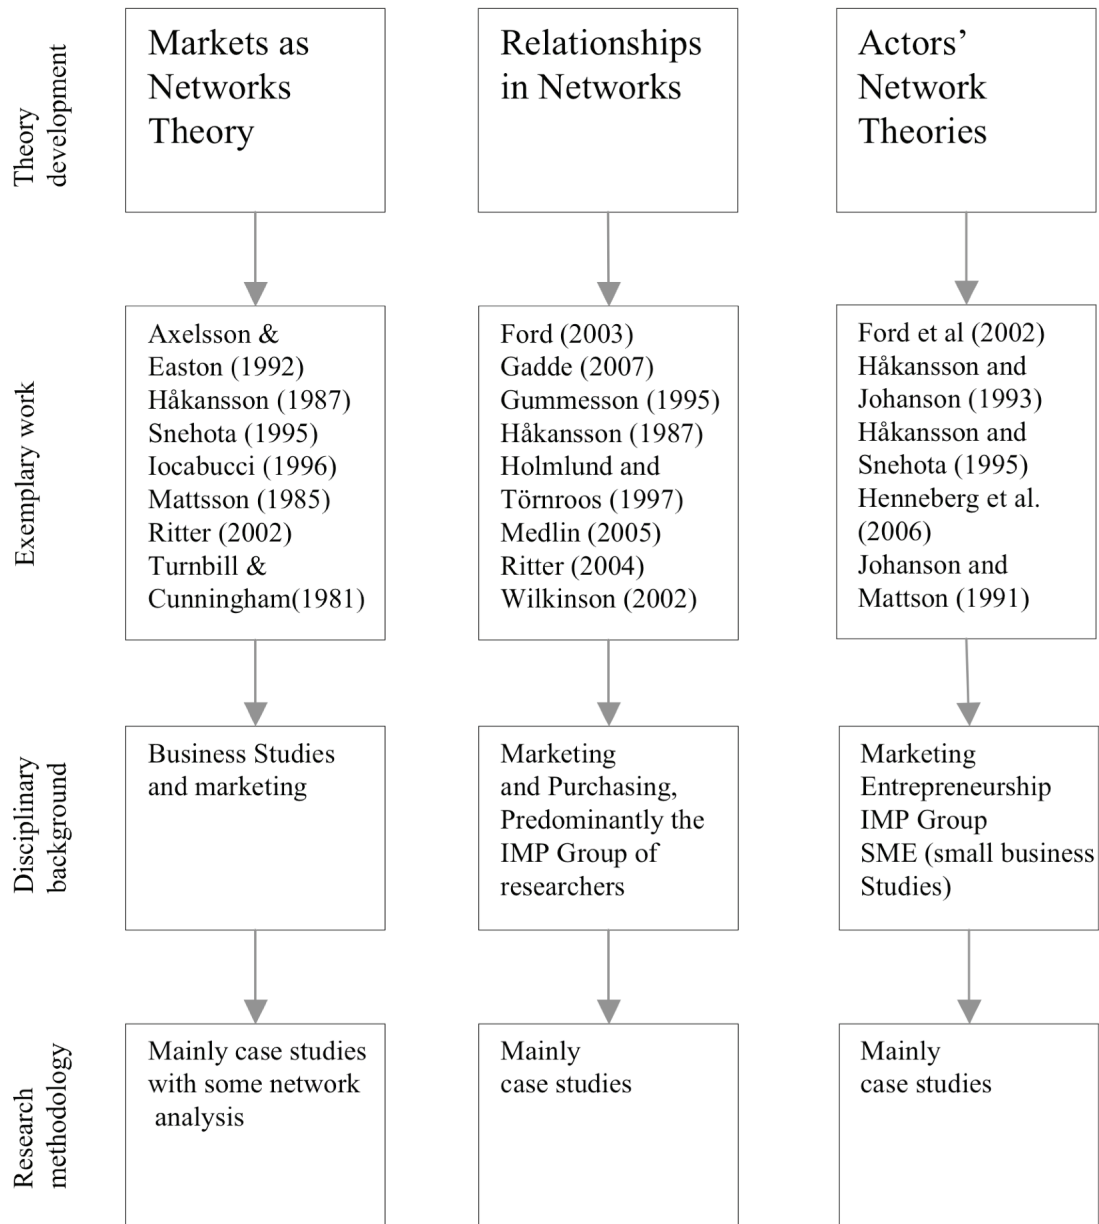 Theory
development
Markets as
Networks
Theory
Relationships
in Networks
Actors’
Network
Theories
Exemplary work
Axelsson &
Easton (1992)
Håkansson (1987)
Snehota (1995)
Iocabucci (1996)
Mattsson (1985)
Ritter (2002)
Turnbill &
Cunningham(1981)
Ford (2003)
Gadde (2007)
Gummesson (1995)
Håkansson (1987)
Holmlund and
Törnroos (1997)
Medlin (2005)
Ritter (2004)
Wilkinson (2002)
Ford et al (2002)
Håkansson and
Johanson (1993)
Håkansson and
Snehota (1995)
Henneberg et al.
(2006)
Johanson and
Mattson (1991)
Disciplinary
background
Business Studies
and marketing
Marketing
and Purchasing,
Predominantly the
IMP Group of
researchers
Marketing
Entrepreneurship
IMP Group
SME (small business
Studies)
Research
methodology
Mainly case studies
with some network
analysis
Mainly
case studies
Mainly
case studies